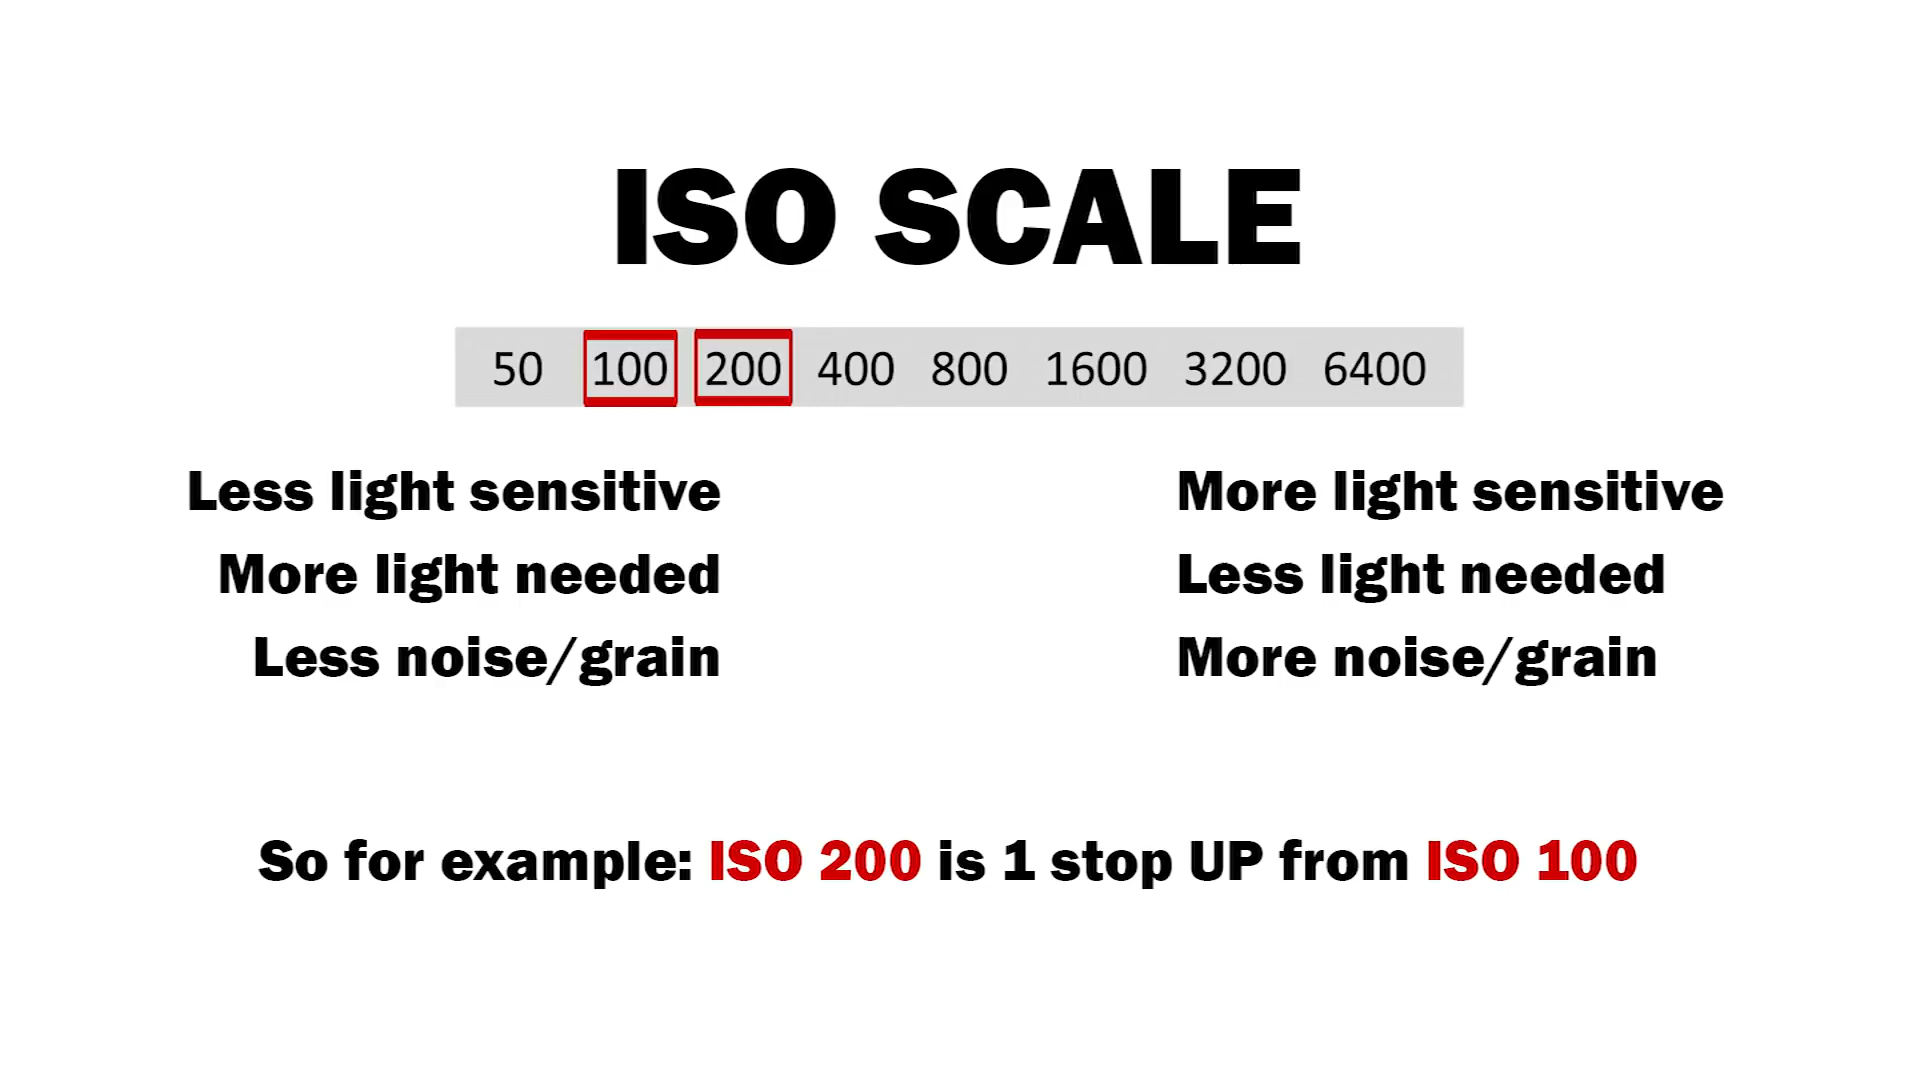 ISO SCALE
50 100 200 400 800 1600 3200 6400
Less light sensitive
More light needed
Less noise/grain
More light sensitive
Less light needed
More noise/grain
So for example: ISO 200 is 1 stop UP from ISO 100